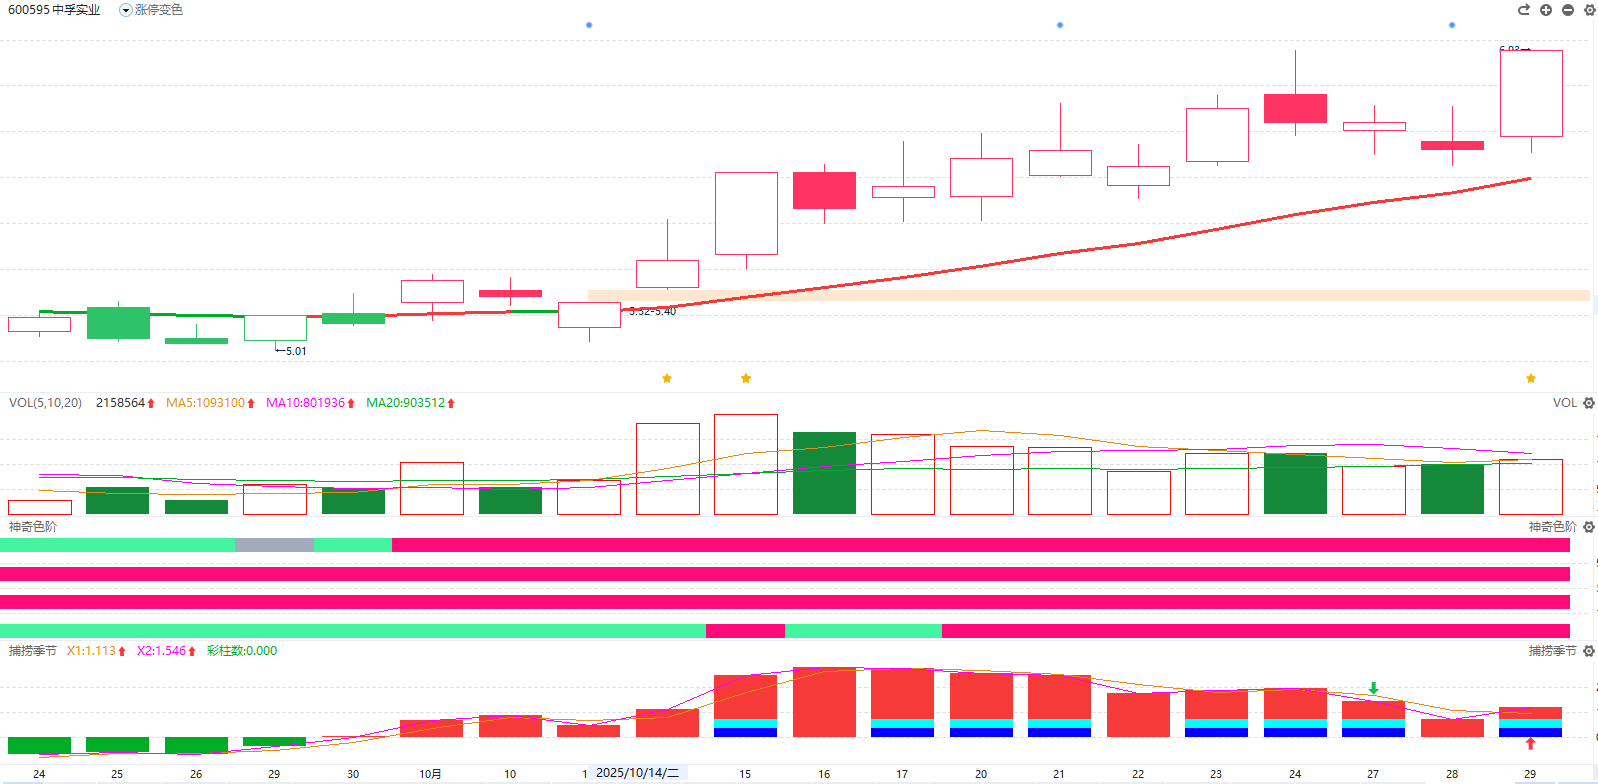 600595 中孚实业 涨停变色
6.93→
5.32-5.40
←5.01
VOL(5,10,20) 2158564 MA5:1093100 MA10:801936 MA20:903512 VOL
神奇色阶 神奇色阶
捕捞季节 X1:1.113 X2:1.546 彩柱数:0.000 捕捞季节
24 25 26 29 30 10月 10 2025/10/14/二 15 16 17 20 21 22 23 24 27 28 29